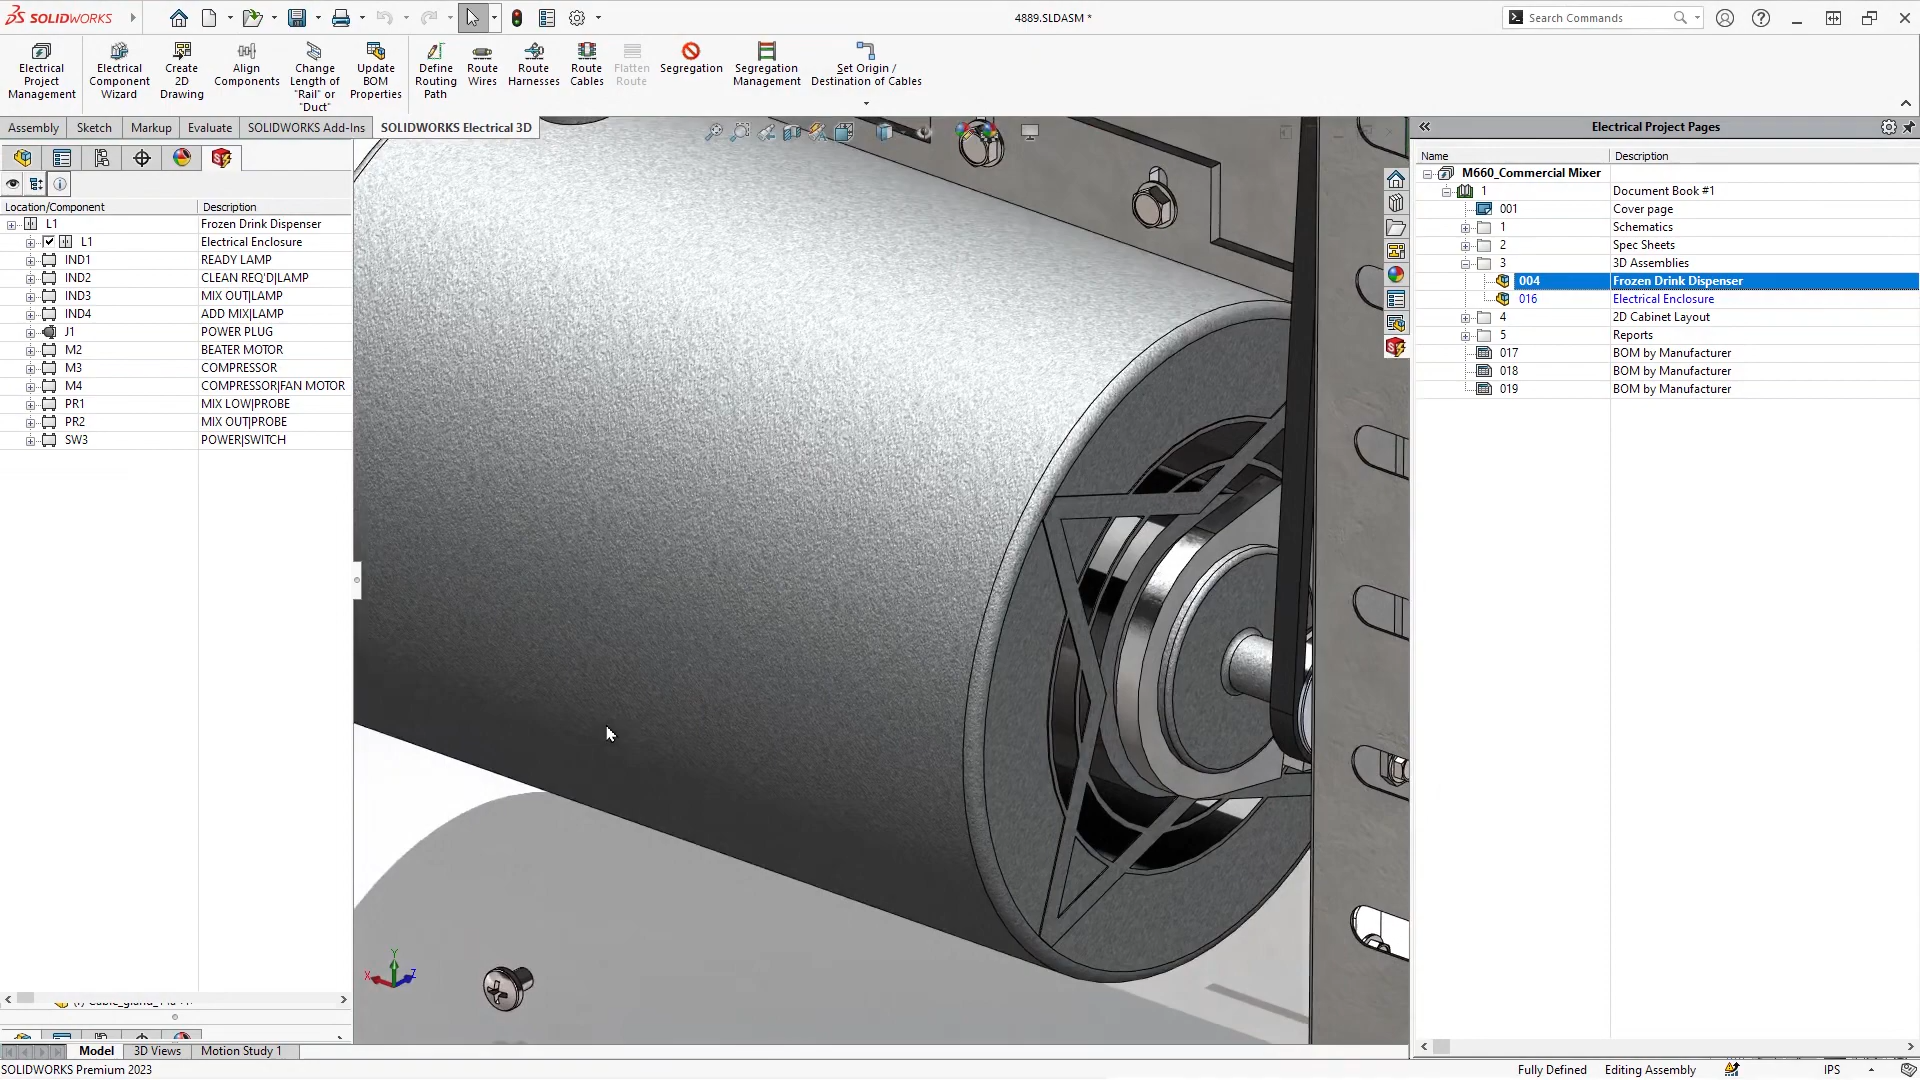 SOLIDWORKS
4889.SLDASM *
Search Commands
Electrical Project Management
Electrical Component Wizard
Create 2D Drawing
Align Components
Change Length of "Rail" or "Duct"
Update BOM Properties
Define Routing Path
Route Wires
Route Harnesses
Route Cables
Flatten Route
Segregation
Segregation Management
Set Origin / Destination of Cables
Assembly
Sketch
Markup
Evaluate
SOLIDWORKS Add-Ins
SOLIDWORKS Electrical 3D
Location/Component Description
L1 Frozen Drink Dispenser
L1 Electrical Enclosure
IND1 READY LAMP
IND2 CLEAN REQ'D|LAMP
IND3 MIX OUT|LAMP
IND4 ADD MIX|LAMP
J1 POWER PLUG
M2 BEATER MOTOR
M3 COMPRESSOR
M4 COMPRESSOR|FAN MOTOR
PR1 MIX LOW|PROBE
PR2 MIX OUT|PROBE
SW3 POWER|SWITCH
Y
X
Z
Electrical Project Pages
Name Description
M660_Commercial Mixer
1 Document Book #1
001 Cover page
1 Schematics
2 Spec Sheets
3 3D Assemblies
004 Frozen Drink Dispenser
016 Electrical Enclosure
4 2D Cabinet Layout
5 Reports
017 BOM by Manufacturer
018 BOM by Manufacturer
019 BOM by Manufacturer
Model
3D Views
Motion Study 1
SOLIDWORKS Premium 2023
Fully Defined
Editing Assembly
IPS